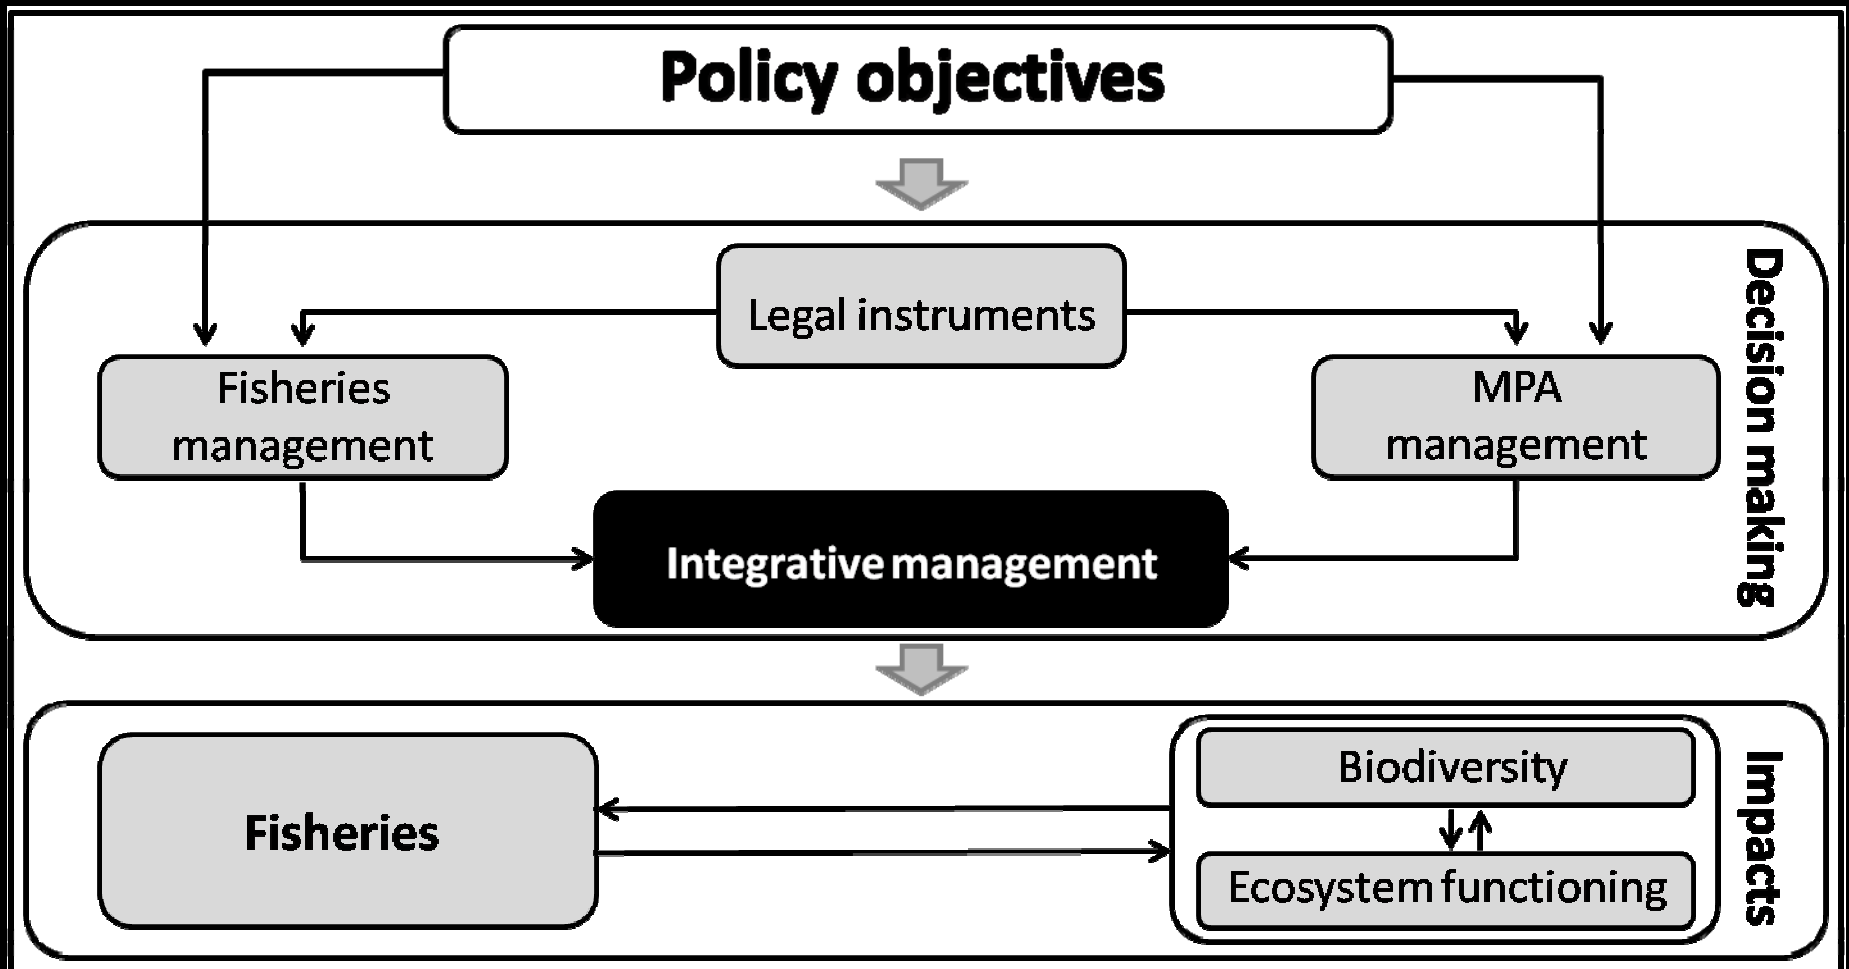 Policy objectives
Legal instruments
Fisheries
management
MPA
management
Integrative management
Decision making
Fisheries
Biodiversity
Ecosystem functioning
Impacts